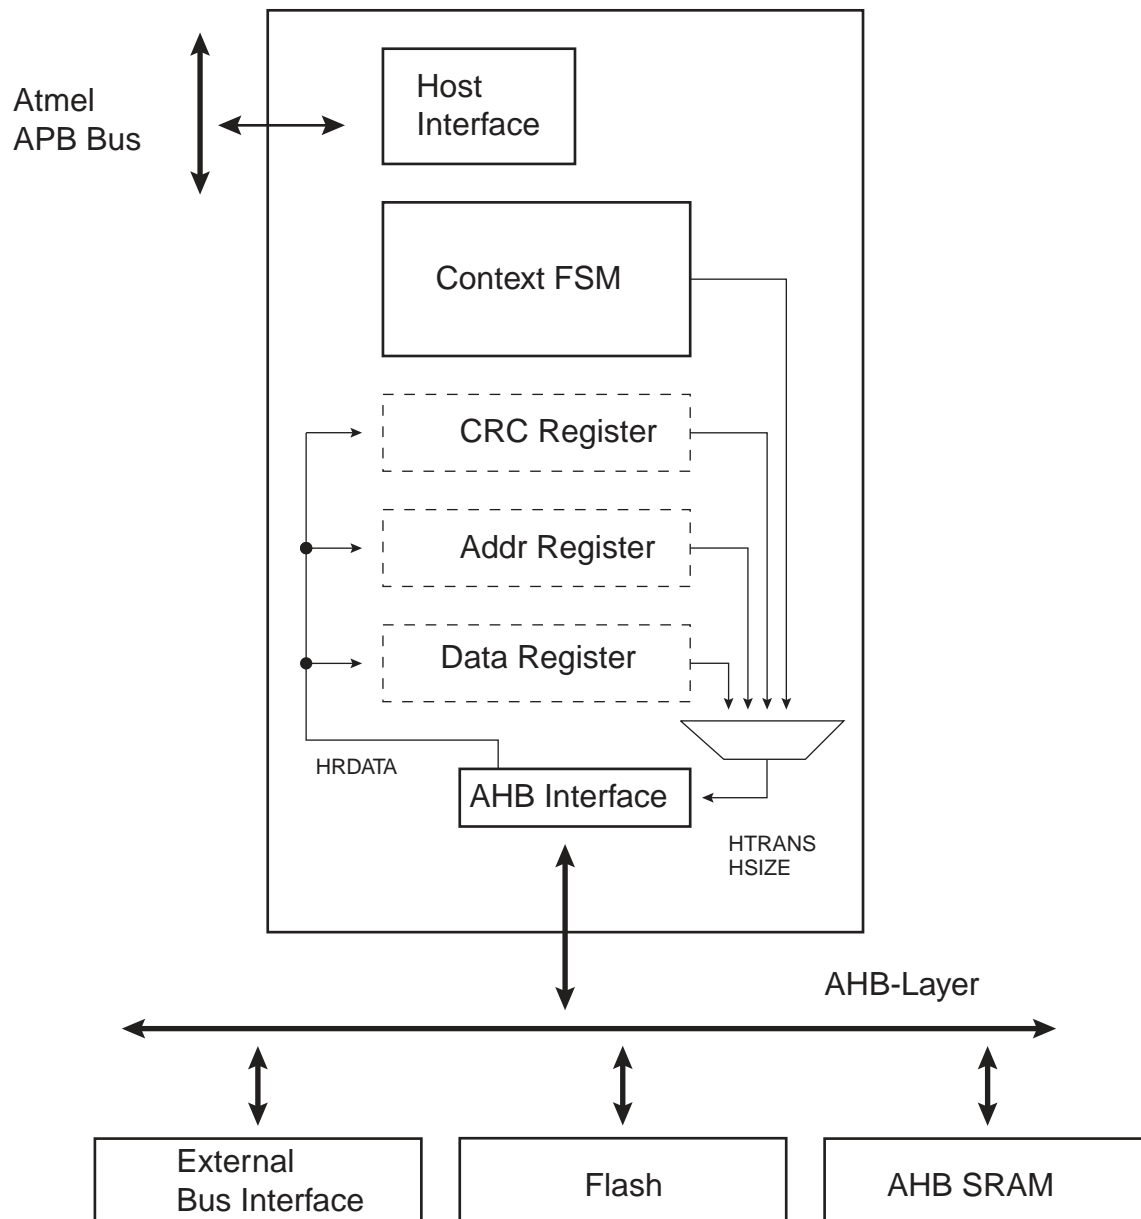 Atmel
APB Bus
Host
Interface
Context FSM
CRC Register
Addr Register
Data Register
HRDATA
AHB Interface
HTRANS
HSIZE
AHB-Layer
External
Bus Interface
Flash
AHB SRAM